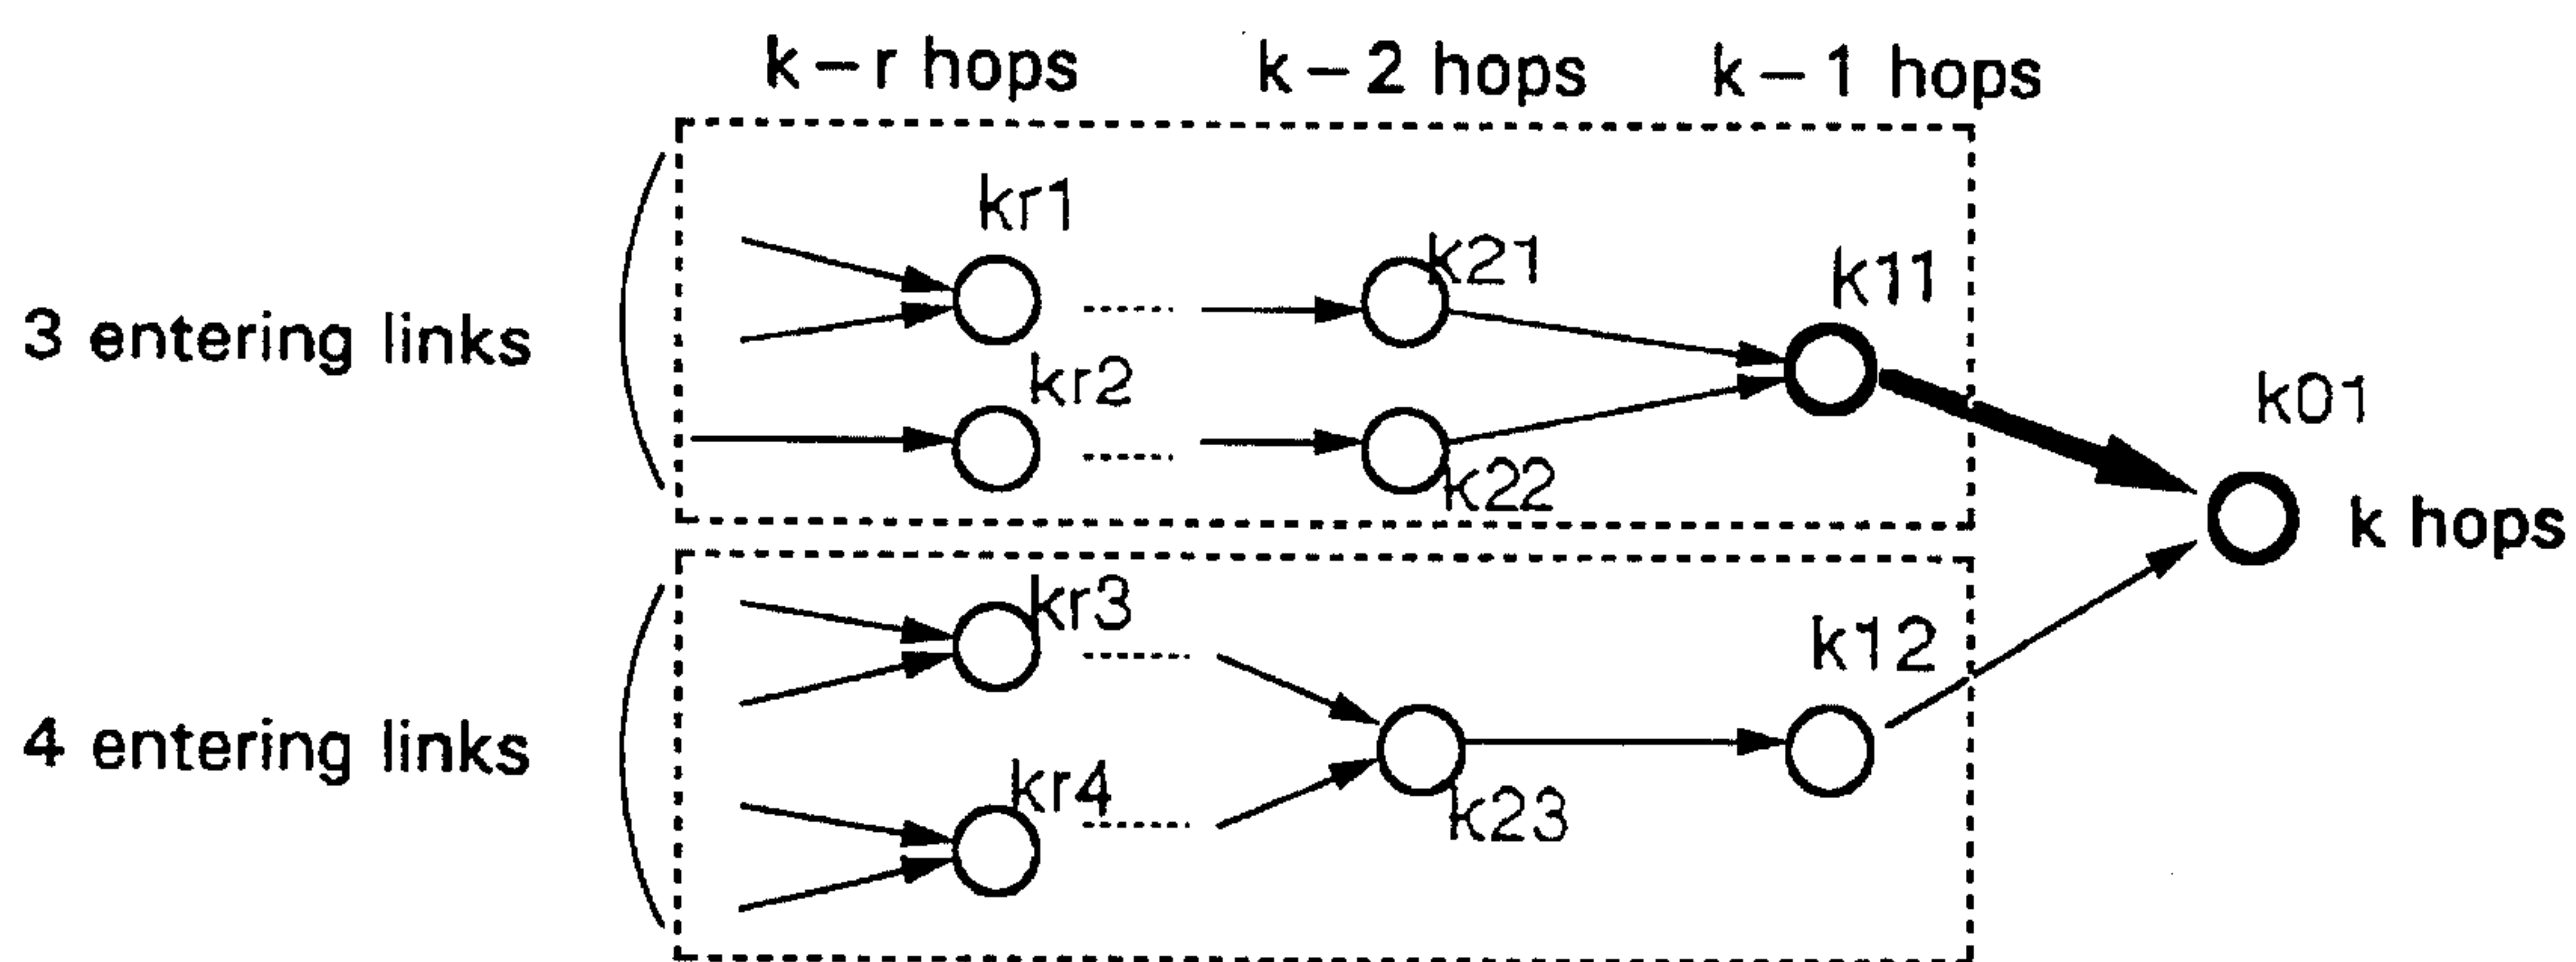 k−r hops
k−2 hops
k−1 hops
kr1
k21
k11
3 entering links
kr2
k01
k22
k hops
kr3
k12
4 entering links
kr4
k23